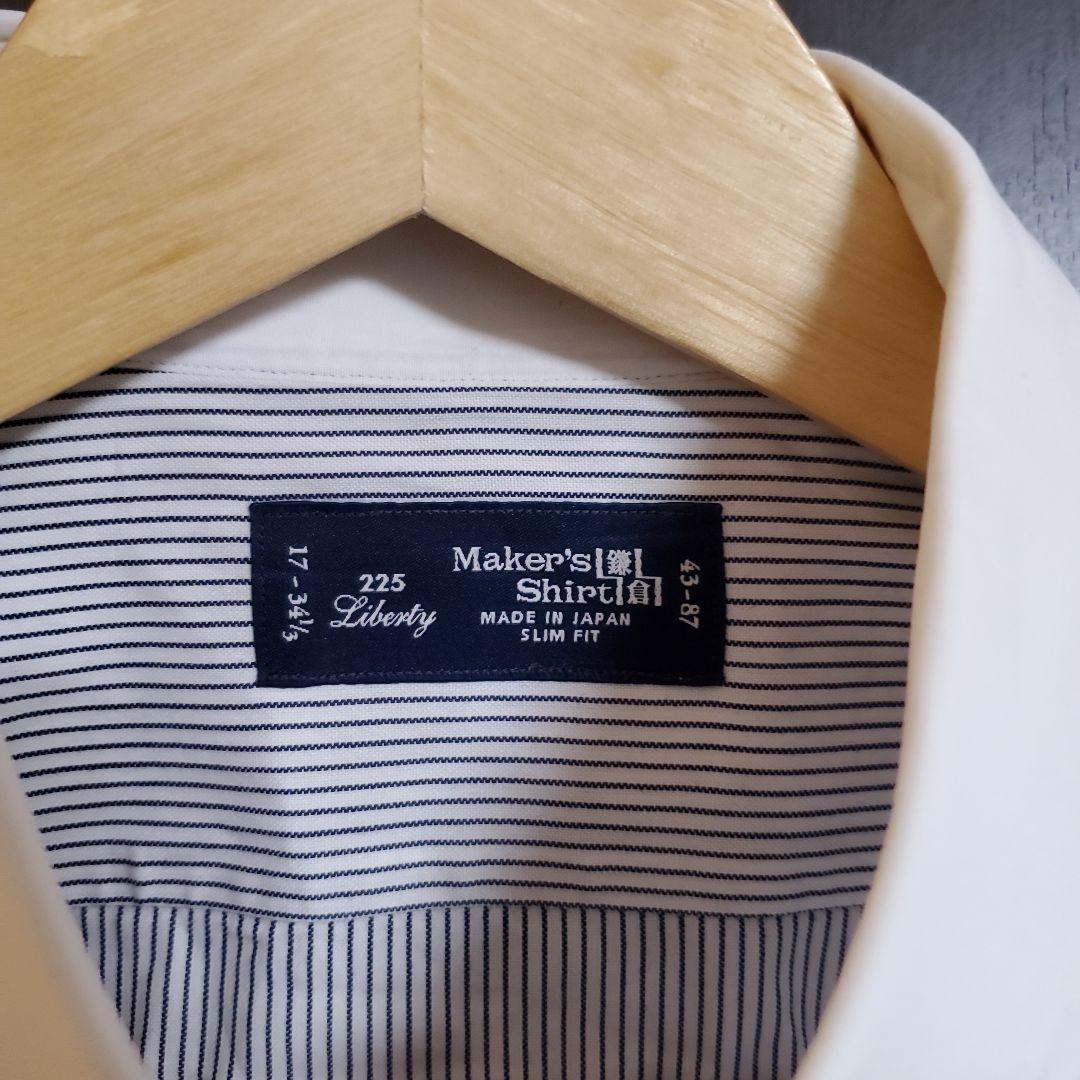 17-34⅓
225
Liberty
Maker's 鎌
Shirt 倉
MADE IN JAPAN
SLIM FIT
43-87